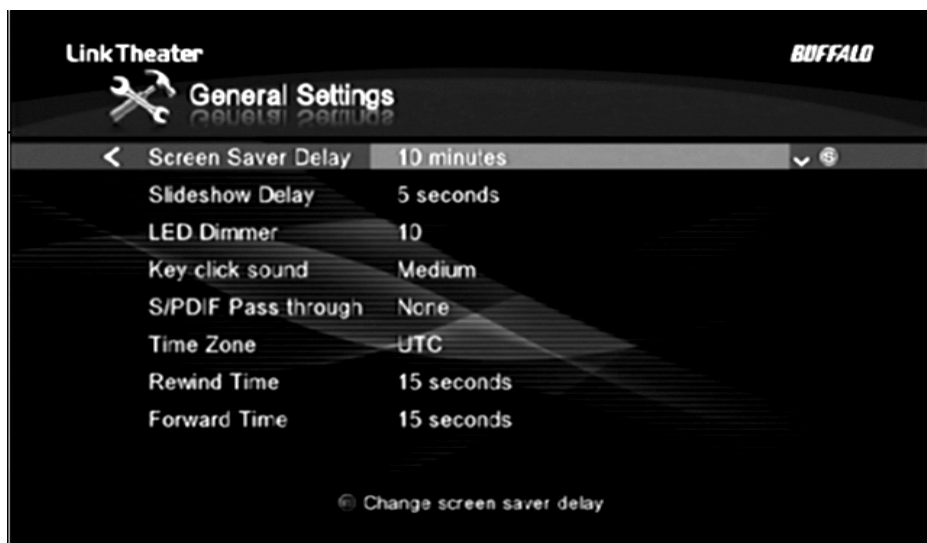 LinkTheater
BUFFALO
General Settings
Screen Saver Delay 10 minutes
Slideshow Delay 5 seconds
LED Dimmer 10
Key click sound Medium
S/PDIF Pass through None
Time Zone UTC
Rewind Time 15 seconds
Forward Time 15 seconds
Change screen saver delay